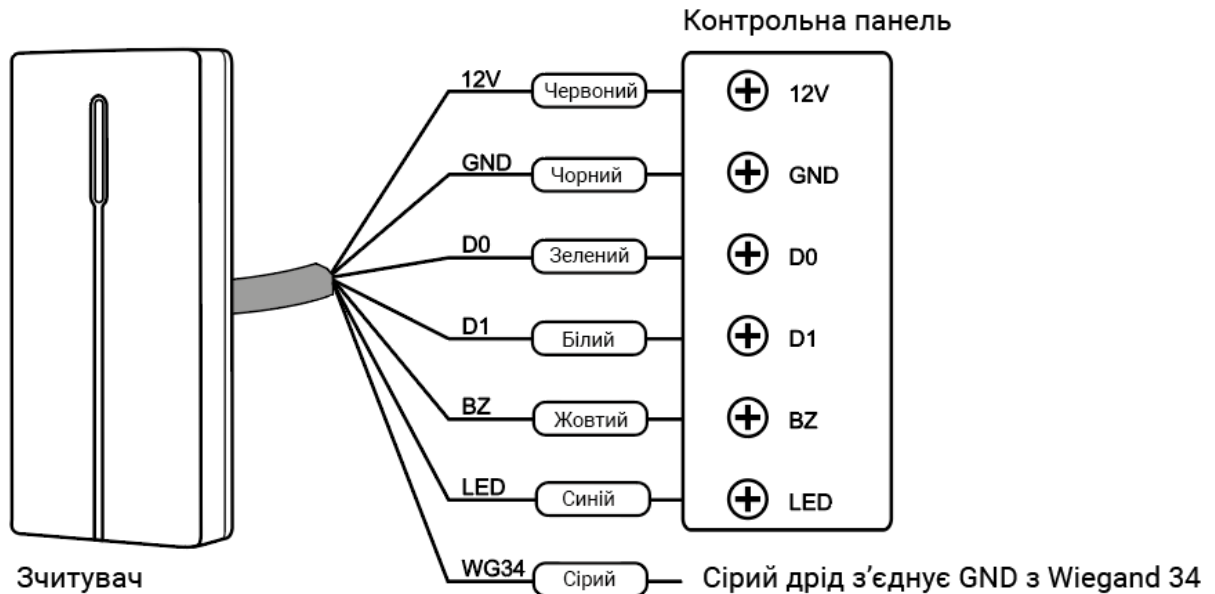 Контрольна панель
12V Червоний 12V
GND Чорний GND
D0 Зелений D0
D1 Білий D1
BZ Жовтий BZ
LED Синій LED
WG34 Сірий Сірий дрід з’єднує GND з Wiegand 34
Зчитувач